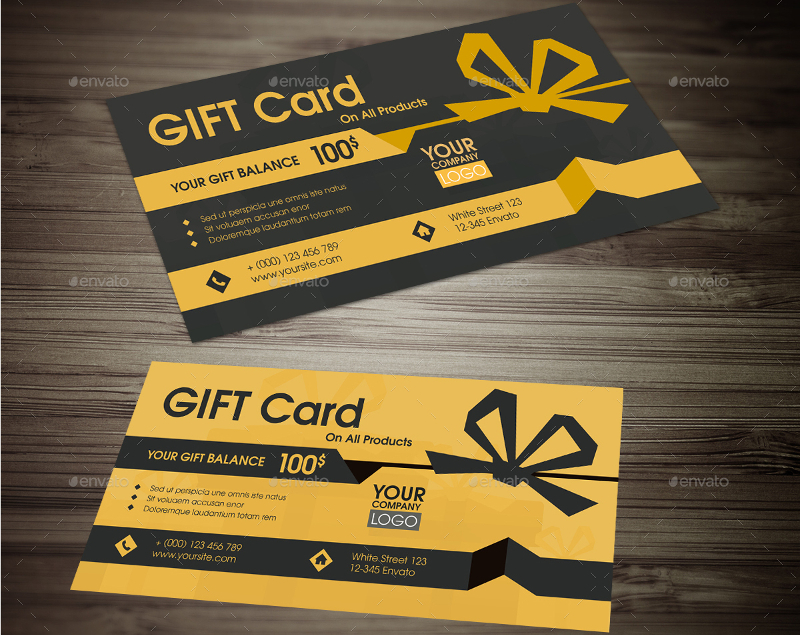 GIFT Card
On All Products
YOUR GIFT BALANCE 100$
YOUR
COMPANY
LOGO
Sed ut perspicia une omnis iste natus
Sit voluaem accusan enor
Doloremque laudantium totam rem
+ (000) 123 456 789
www.yoursite.com
White Street 123
12-345 Envato
GIFT Card
On All Products
YOUR GIFT BALANCE 100$
YOUR
COMPANY
LOGO
Sed ut perspicia une omnis iste natus
Sit voluaem accusan enor
Doloremque laudantium totam rem
+ (000) 123 456 789
www.yoursite.com
White Street 123
12-345 Envato
envato envato envato envato
envato envato envato envato
envato envato envato envato